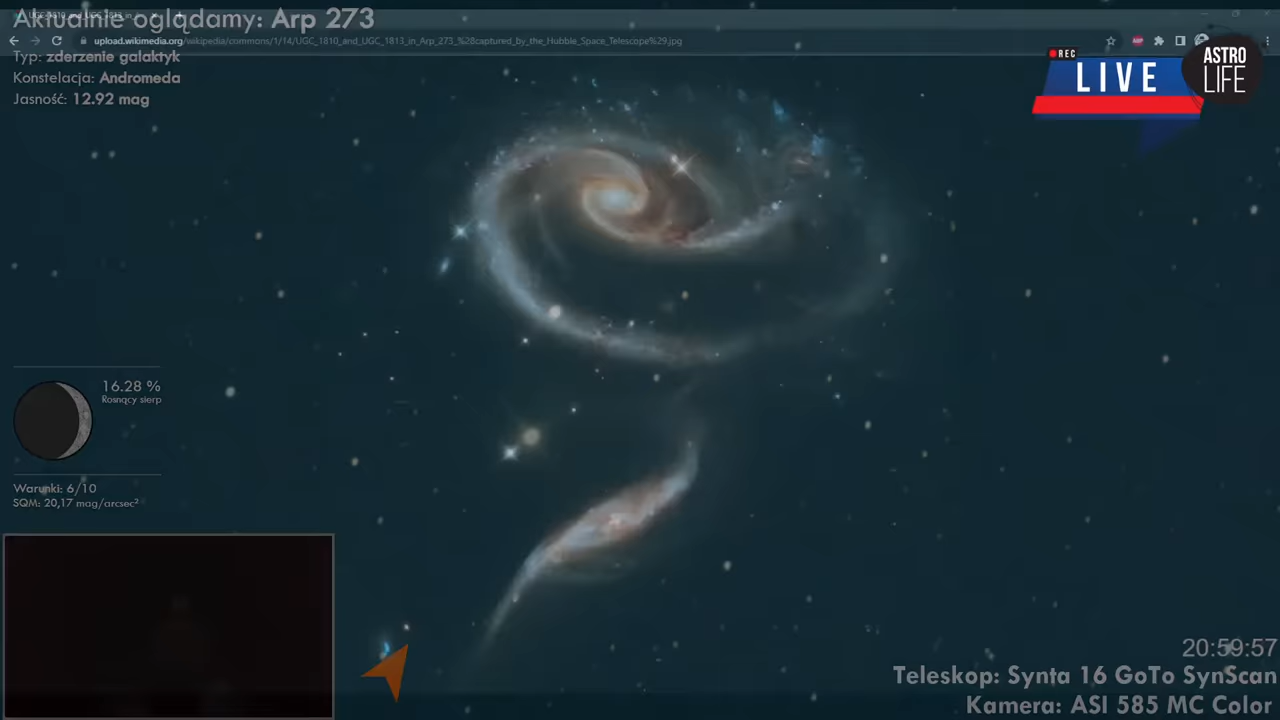 Aktualnie oglądamy: Arp 273
upload.wikimedia.org/wikipedia/commons/1/14/UGC_1810_and_UGC_1813_in_Arp_273_%28captured_by_the_Hubble_Space_Telescope%29.jpg
Typ: zderzenie galaktyk
Konstelacja: Andromeda
Jasność: 12.92 mag
REC
LIVE
ASTRO
LIFE
16.28 %
Rosnący sierp
Warunki: 6/10
SQM: 20,17 mag/arcsec²
20:59:57
Teleskop: Synta 16 GoTo SynScan
Kamera: ASI 585 MC Color